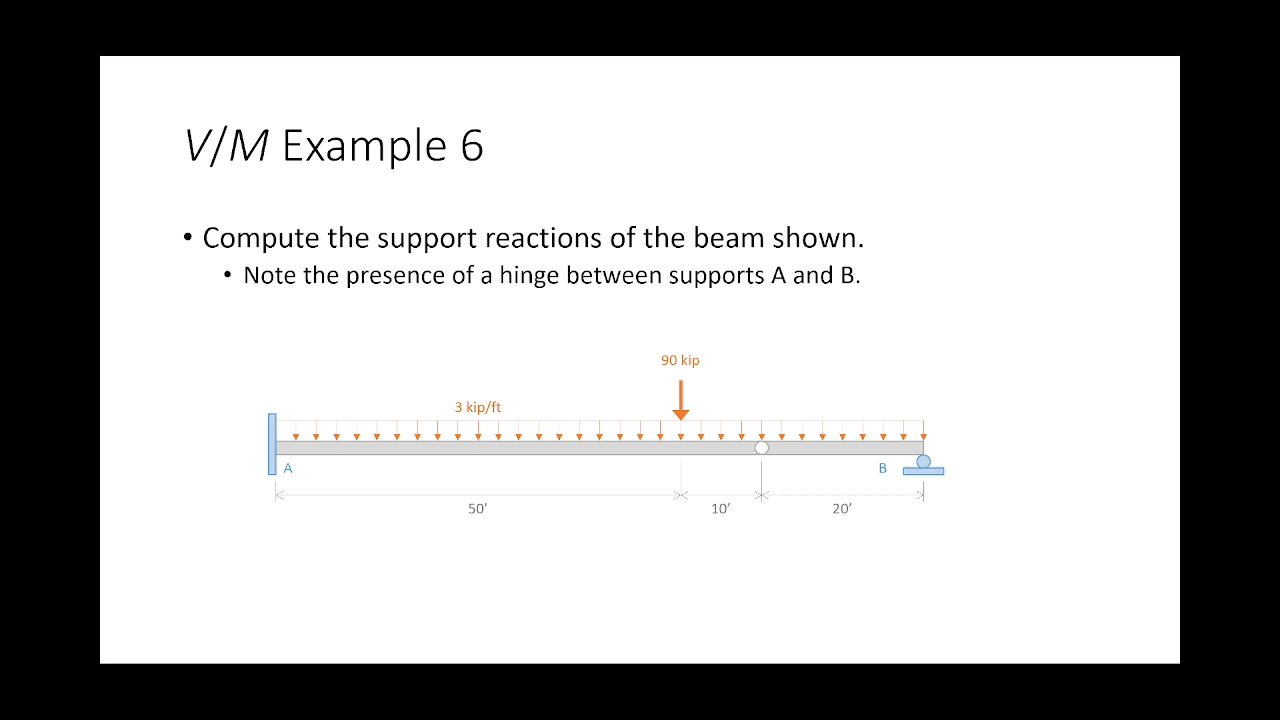 V/M Example 6
• Compute the support reactions of the beam shown.
• Note the presence of a hinge between supports A and B.
90 kip
3 kip/ft
A
B
50′
10′
20′